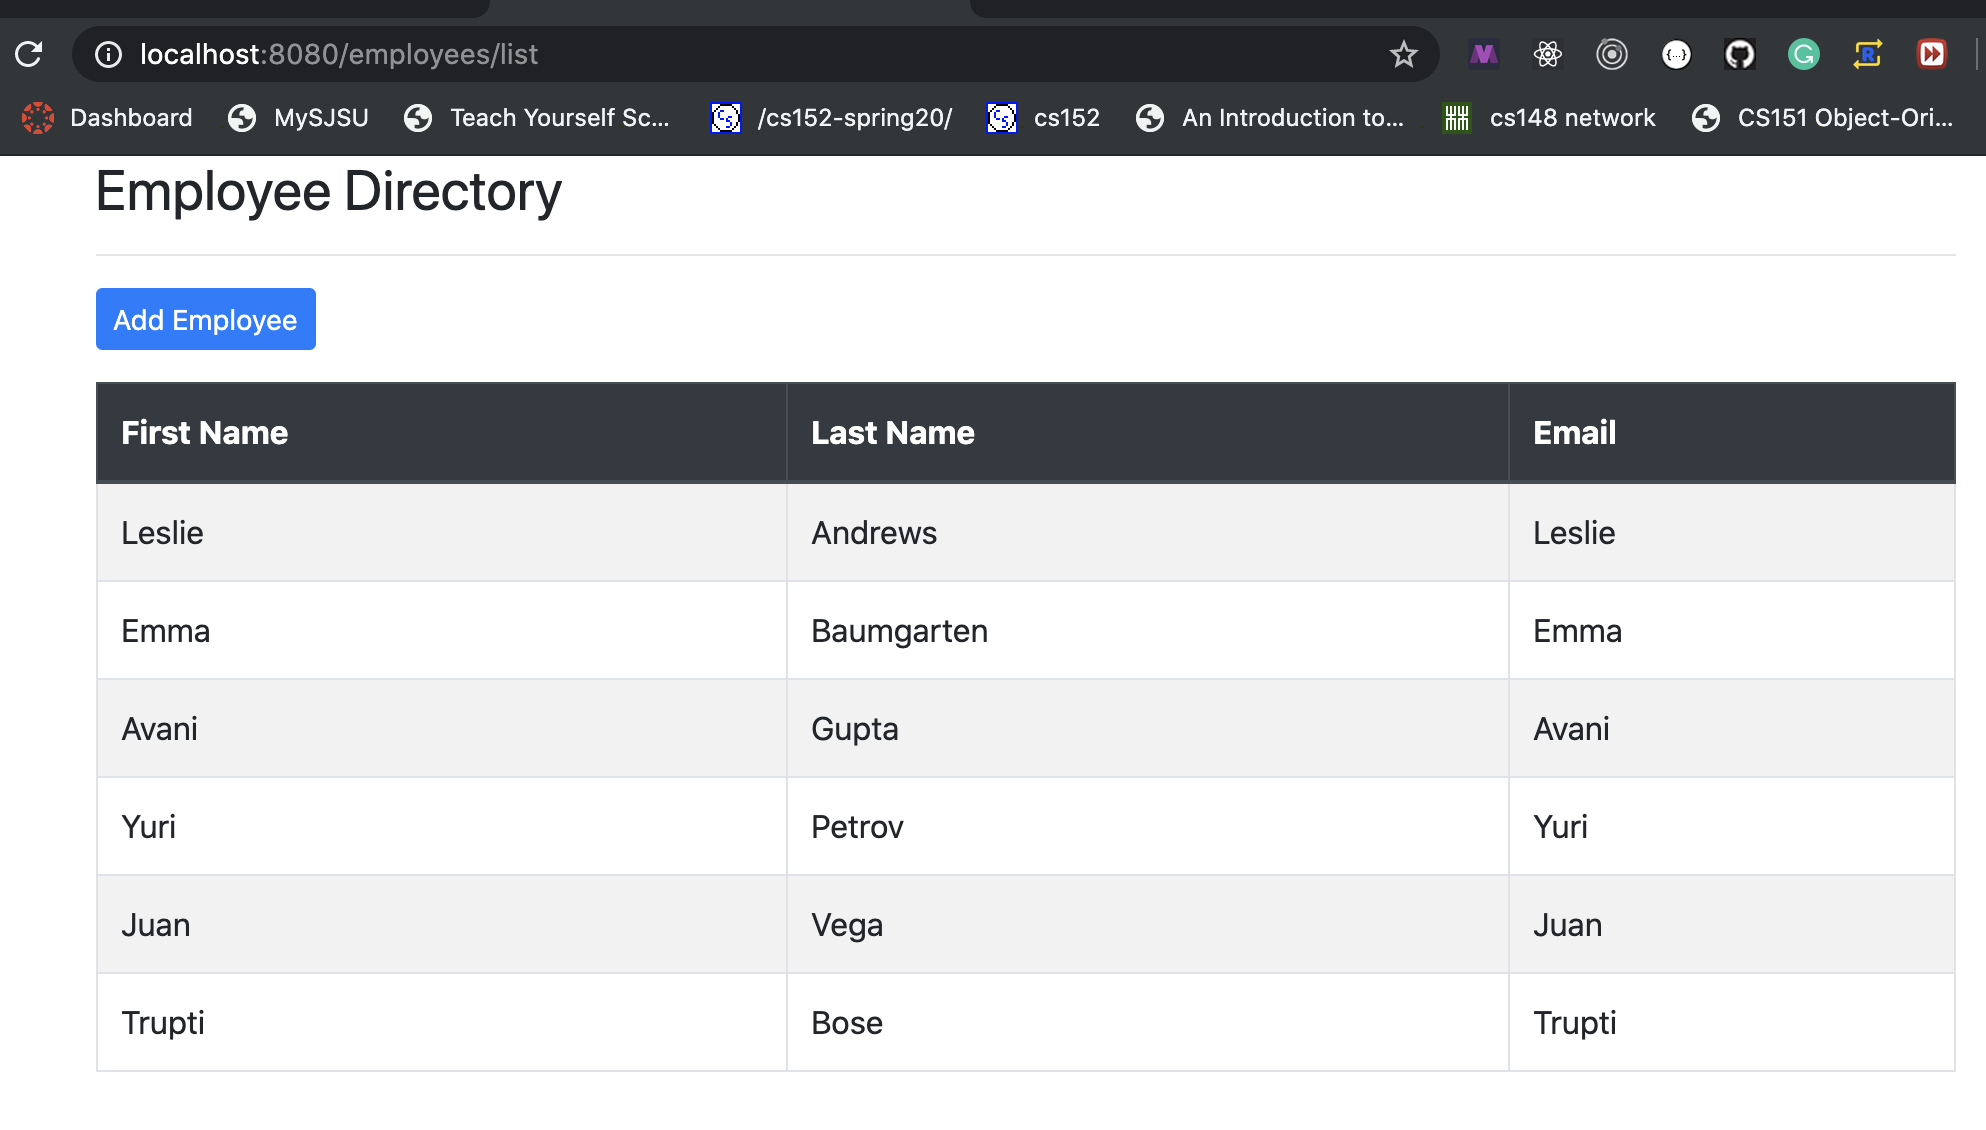 localhost:8080/employees/list
Dashboard MySJSU Teach Yourself Sc... /cs152-spring20/ cs152 An Introduction to... cs148 network CS151 Object-Ori...
Employee Directory
Add Employee
First Name Last Name Email
Leslie Andrews Leslie
Emma Baumgarten Emma
Avani Gupta Avani
Yuri Petrov Yuri
Juan Vega Juan
Trupti Bose Trupti